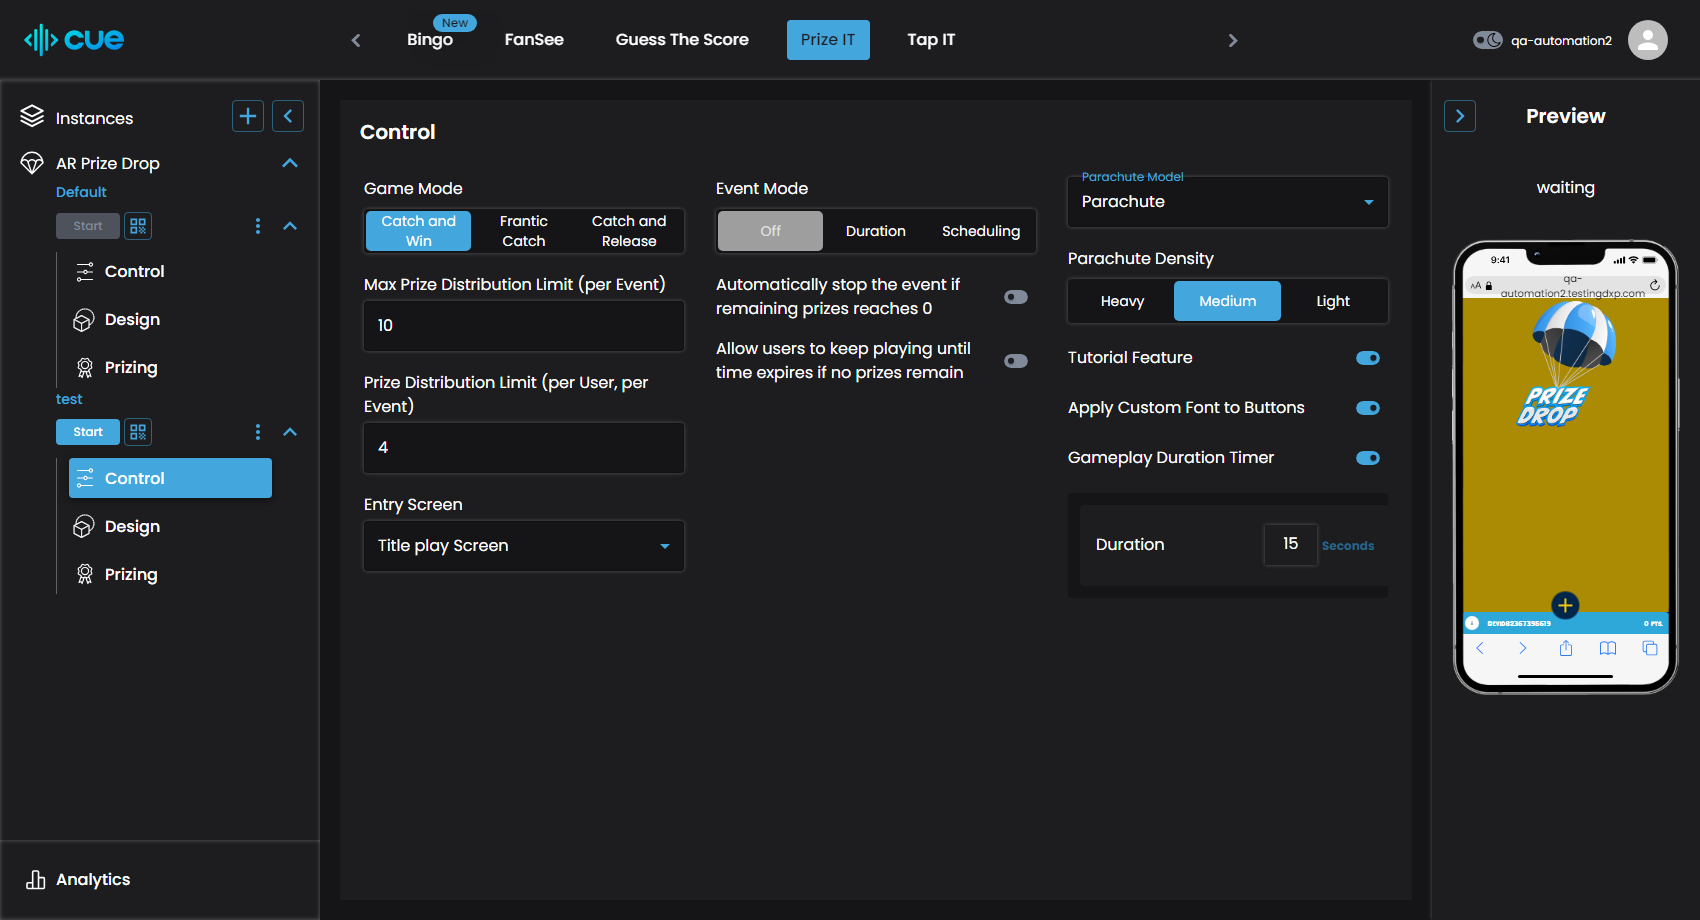 cue
New
Bingo
FanSee
Guess The Score
Prize IT
Tap IT
qa-automation2
Instances
AR Prize Drop
Default
Start
Control
Design
Prizing
test
Start
Control
Design
Prizing
Analytics
Control
Game Mode
Catch and
Win
Frantic
Catch
Catch and
Release
Max Prize Distribution Limit (per Event)
10
Prize Distribution Limit (per User, per
Event)
4
Entry Screen
Title play Screen
Event Mode
Off
Duration
Scheduling
Automatically stop the event if
remaining prizes reaches 0
Allow users to keep playing until
time expires if no prizes remain
Parachute Model
Parachute
Parachute Density
Heavy
Medium
Light
Tutorial Feature
Apply Custom Font to Buttons
Gameplay Duration Timer
Duration
15
Seconds
Preview
waiting
9:41
AA
qa-
automation2.testingdxp.com
PRIZE
DROP
0 PTS.